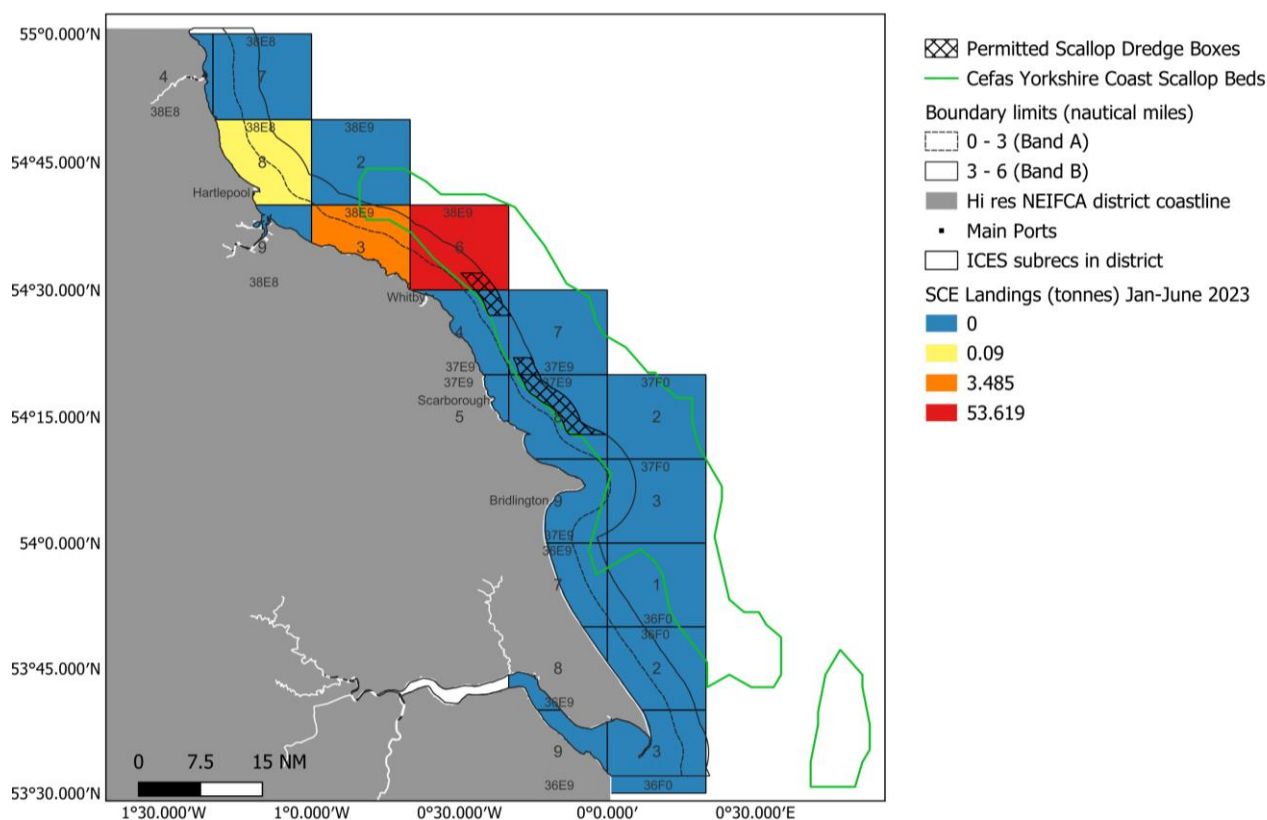 55°0.000'N
54°45.000'N
54°30.000'N
54°15.000'N
54°0.000'N
53°45.000'N
53°30.000'N
1°30.000'W
1°0.000'W
0°30.000'W
0°0.000'
0°30.000'E
38E8
4
7
38E8
38E8
38E9
8
2
Hartlepool
38E9
38E9
9
3
6
38E8
Whitby
4
7
37E9
37E9
37E9
37E9
37F0
Scarborough
5
8
2
37F0
Bridlington
9
3
37E9
36E9
7
1
36F0
36F0
8
2
36E9
9
3
36E9
36F0
0 7.5 15 NM
Permitted Scallop Dredge Boxes
Cefas Yorkshire Coast Scallop Beds
Boundary limits (nautical miles)
0 - 3 (Band A)
3 - 6 (Band B)
Hi res NEIFCA district coastline
Main Ports
ICES subrecs in district
SCE Landings (tonnes) Jan-June 2023
0
0.09
3.485
53.619